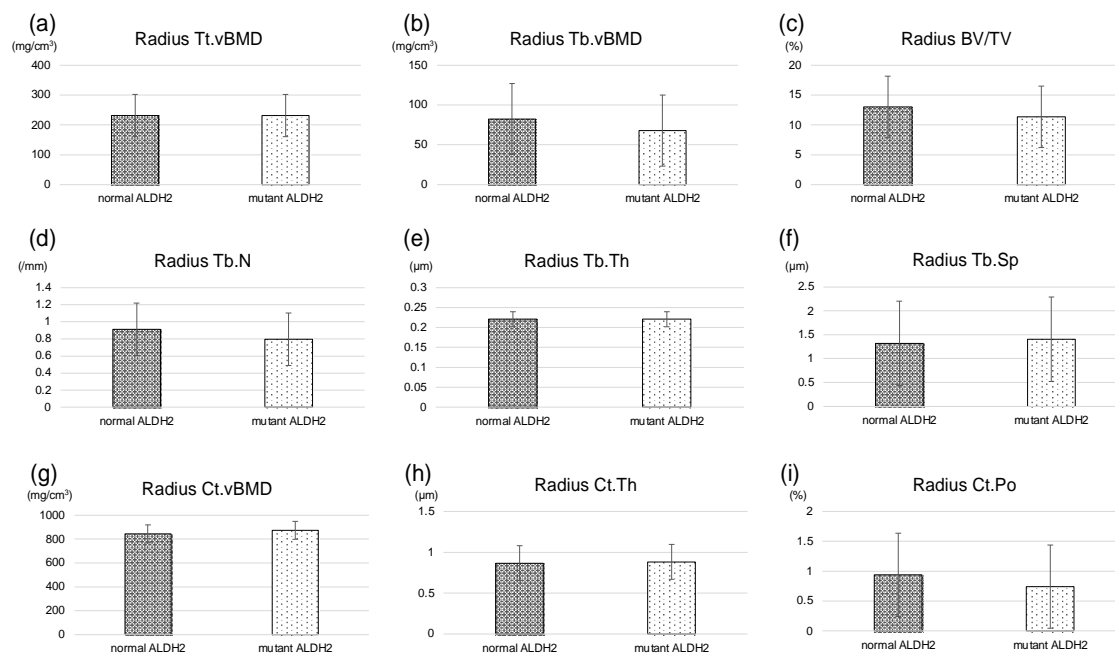 (a)
(mg/cm³)
Radius Tt.vBMD
400
300
200
100
0
normal ALDH2
mutant ALDH2
(b)
(mg/cm³)
Radius Tb.vBMD
150
100
50
0
normal ALDH2
mutant ALDH2
(c)
(%)
Radius BV/TV
20
15
10
5
0
normal ALDH2
mutant ALDH2
(d)
(/mm)
Radius Tb.N
1.4
1.2
1
0.8
0.6
0.4
0.2
0
normal ALDH2
mutant ALDH2
(e)
(μm)
Radius Tb.Th
0.3
0.25
0.2
0.15
0.1
0.05
0
normal ALDH2
mutant ALDH2
(f)
(μm)
Radius Tb.Sp
2.5
2
1.5
1
0.5
0
normal ALDH2
mutant ALDH2
(g)
(mg/cm³)
Radius Ct.vBMD
1000
800
600
400
200
0
normal ALDH2
mutant ALDH2
(h)
(μm)
Radius Ct.Th
1.5
1
0.5
0
normal ALDH2
mutant ALDH2
(i)
(%)
Radius Ct.Po
2
1.5
1
0.5
0
normal ALDH2
mutant ALDH2